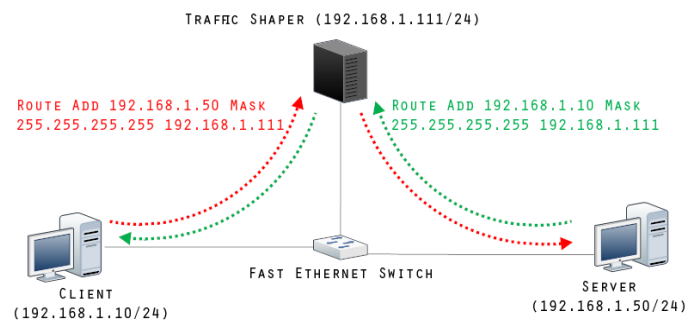 TRAFFIC SHAPER (192.168.1.111/24)
ROUTE ADD 192.168.1.50 MASK
255.255.255.255 192.168.1.111
ROUTE ADD 192.168.1.10 MASK
255.255.255.255 192.168.1.111
FAST ETHERNET SWITCH
CLIENT
(192.168.1.10/24)
SERVER
(192.168.1.50/24)